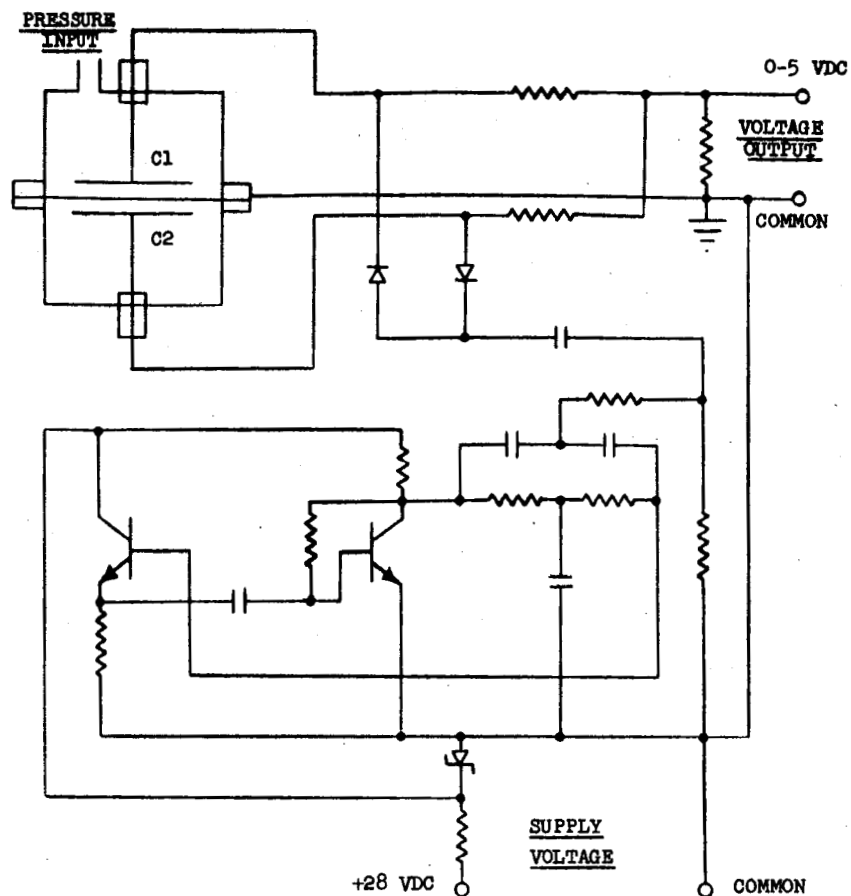 PRESSURE
INPUT
0-5 VDC
VOLTAGE
OUTPUT
C1
COMMON
C2
SUPPLY
VOLTAGE
+28 VDC
COMMON